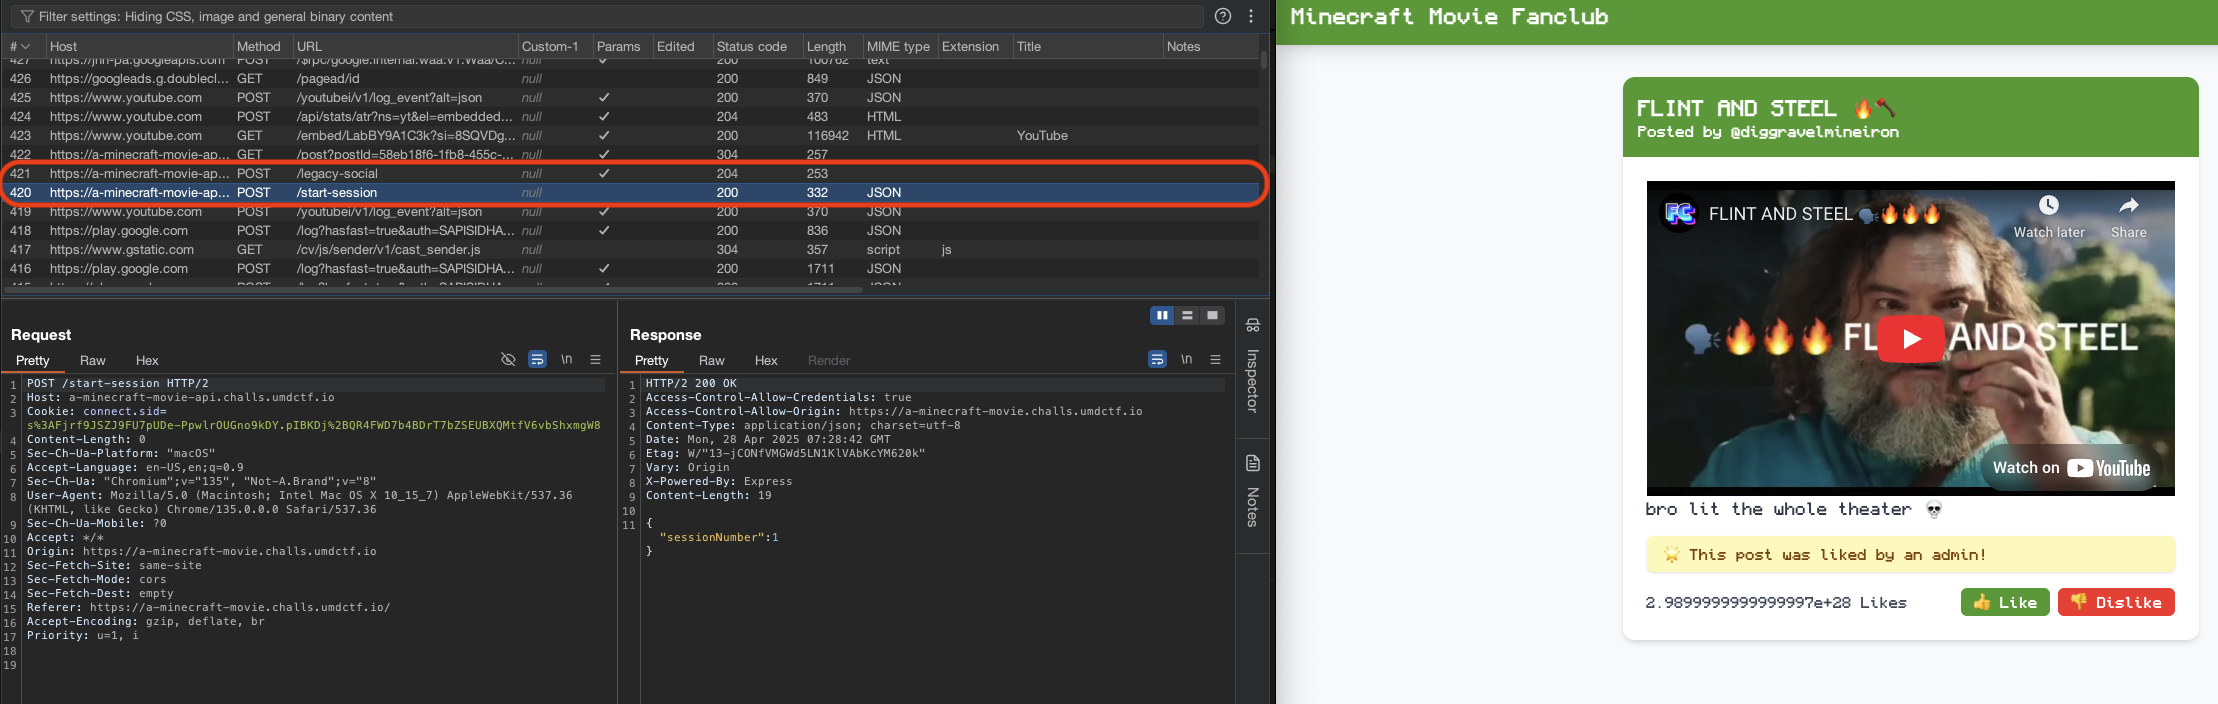 Filter settings: Hiding CSS, image and general binary content
# Host Method URL Custom-1 Params Edited Status code Length MIME type Extension Title Notes
427 https://jnn-pa.googleapis.com POST /$rpc/google.internal.waa.v1.Waa/C... null 200 100762 text
426 https://googleads.g.doublecl... GET /pagead/id null 200 849 JSON
425 https://www.youtube.com POST /youtubei/v1/log_event?alt=json null ✓ 200 370 JSON
424 https://www.youtube.com POST /api/stats/atr?ns=yt&el=embedded... null ✓ 204 483 HTML
423 https://www.youtube.com GET /embed/LabBY9A1C3k?si=8SQVDg... null ✓ 200 116942 HTML YouTube
422 https://a-minecraft-movie-ap... GET /post?postId=58eb18f6-1fb8-455c-... null ✓ 304 257
421 https://a-minecraft-movie-ap... POST /legacy-social null ✓ 204 253
420 https://a-minecraft-movie-ap... POST /start-session null 200 332 JSON
419 https://www.youtube.com POST /youtubei/v1/log_event?alt=json null ✓ 200 370 JSON
418 https://play.google.com POST /log?hasfast=true&auth=SAPISIDHA... null ✓ 200 836 JSON
417 https://www.gstatic.com GET /cv/js/sender/v1/cast_sender.js null 304 357 script js
416 https://play.google.com POST /log?hasfast=true&auth=SAPISIDHA... null ✓ 200 1711 JSON
Request
Pretty Raw Hex \n
1 POST /start-session HTTP/2
2 Host: a-minecraft-movie-api.challs.umdctf.io
3 Cookie: connect.sid=
s%3AFjrf9JSZJ9FU7pUDe-PpwlrOUGno9kDY.pIBKDj%2BQR4FWD7b4BDrT7bZSEUBXQMtfV6vbShxmgW8
4 Content-Length: 0
5 Sec-Ch-Ua-Platform: "macOS"
6 Accept-Language: en-US,en;q=0.9
7 Sec-Ch-Ua: "Chromium";v="135", "Not-A.Brand";v="8"
8 User-Agent: Mozilla/5.0 (Macintosh; Intel Mac OS X 10_15_7) AppleWebKit/537.36
(KHTML, like Gecko) Chrome/135.0.0.0 Safari/537.36
9 Sec-Ch-Ua-Mobile: ?0
10 Accept: */*
11 Origin: https://a-minecraft-movie.challs.umdctf.io
12 Sec-Fetch-Site: same-site
13 Sec-Fetch-Mode: cors
14 Sec-Fetch-Dest: empty
15 Referer: https://a-minecraft-movie.challs.umdctf.io/
16 Accept-Encoding: gzip, deflate, br
17 Priority: u=1, i
18
19
Response
Pretty Raw Hex Render \n
1 HTTP/2 200 OK
2 Access-Control-Allow-Credentials: true
3 Access-Control-Allow-Origin: https://a-minecraft-movie.challs.umdctf.io
4 Content-Type: application/json; charset=utf-8
5 Date: Mon, 28 Apr 2025 07:28:42 GMT
6 Etag: W/"13-jCONfVMGWd5LN1KlVAbKcYM620k"
7 Vary: Origin
8 X-Powered-By: Express
9 Content-Length: 19
10
11 {
"sessionNumber":1
}
Inspector
Notes
Minecraft Movie Fanclub
FLINT AND STEEL 🔥🪓
Posted by @diggravelmineiron
FC FLINT AND STEEL 🗣️🔥🔥🔥
Watch later Share
🗣️🔥🔥🔥 FL AND STEEL
Watch on YouTube
bro lit the whole theater 💀
🌟 This post was liked by an admin!
2.9899999999999997e+28 Likes 👍 Like 👎 Dislike